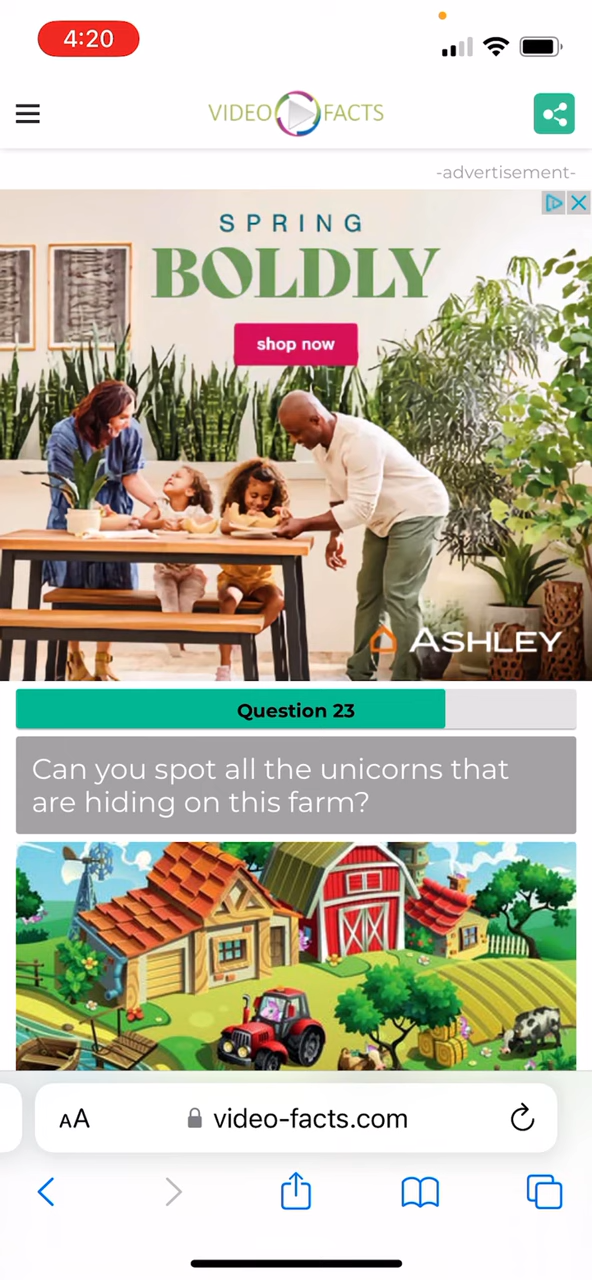 4:20
VIDEO FACTS
-advertisement-
SPRING
BOLDLY
shop now
ASHLEY
Question 23
Can you spot all the unicorns that
are hiding on this farm?
AA video-facts.com